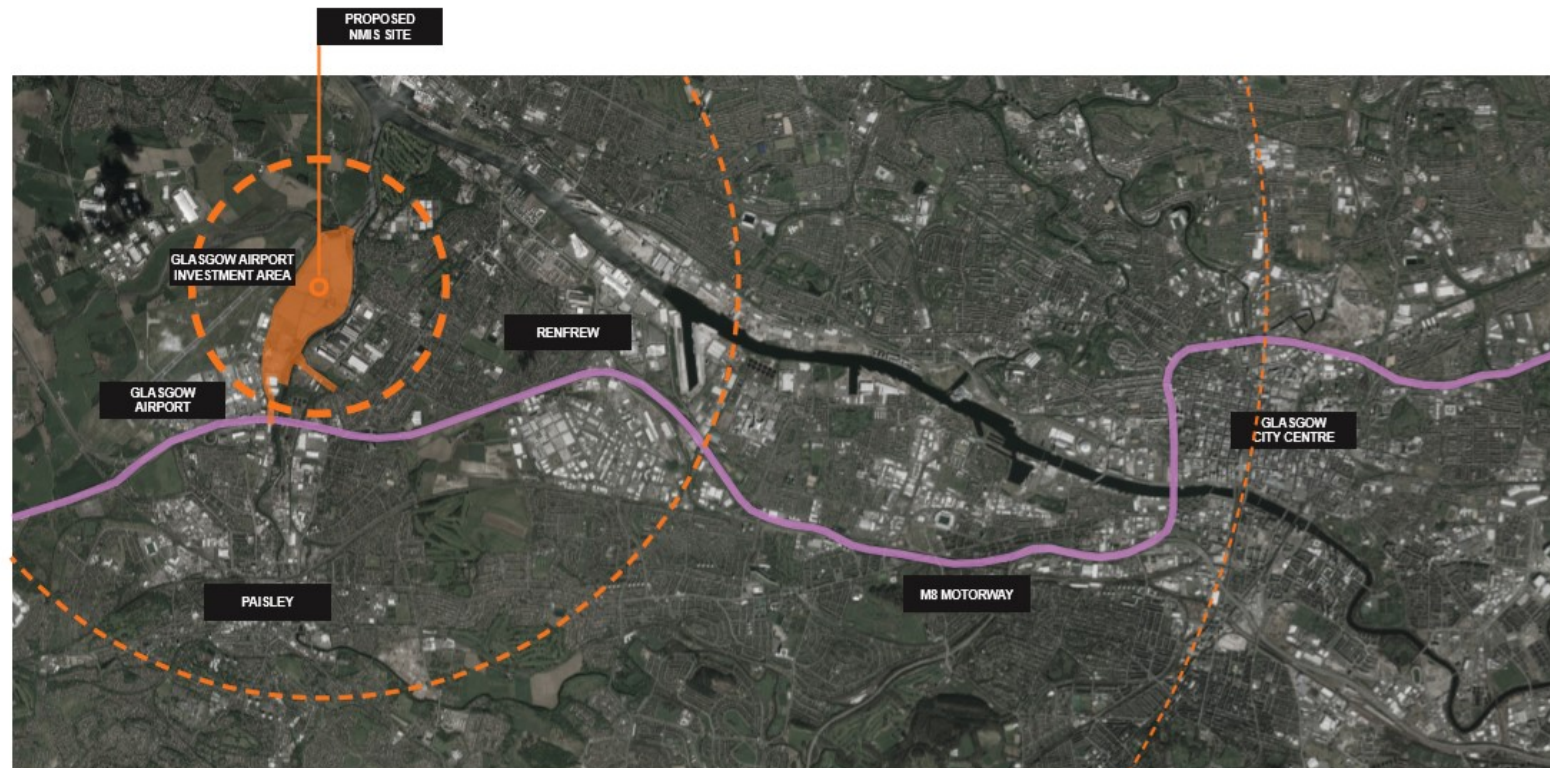 PROPOSED
NMIS SITE
GLASGOW AIRPORT
INVESTMENT AREA
RENFREW
GLASGOW
AIRPORT
GLASGOW
CITY CENTRE
PAISLEY
M8 MOTORWAY